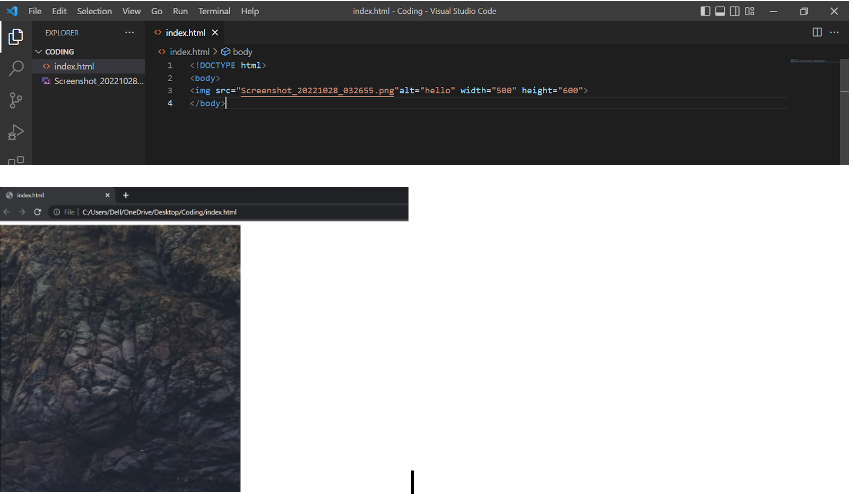 File Edit Selection View Go Run Terminal Help
index.html - Coding - Visual Studio Code
EXPLORER
index.html
CODING
index.html
Screenshot_20221028...
index.html > body
1 <!DOCTYPE html>
2 <body>
3 <img src="Screenshot_20221028_032655.png"alt="hello" width="500" height="600">
4 </body>
index.html
File C:/Users/Dell/OneDrive/Desktop/Coding/index.html